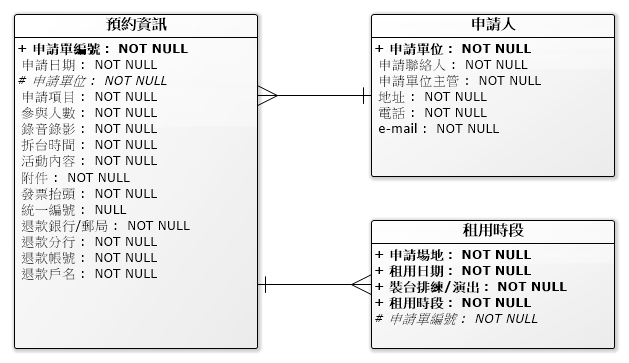 預約資訊
+ 申請單編號： NOT NULL
申請日期： NOT NULL
# 申請單位： NOT NULL
申請項目： NOT NULL
參與人數： NOT NULL
錄音錄影： NOT NULL
拆台時間： NOT NULL
活動內容： NOT NULL
附件： NOT NULL
發票抬頭： NOT NULL
統一編號： NULL
退款銀行/郵局： NOT NULL
退款分行： NOT NULL
退款帳號： NOT NULL
退款戶名： NOT NULL
申請人
+ 申請單位： NOT NULL
申請聯絡人： NOT NULL
申請單位主管： NOT NULL
地址： NOT NULL
電話： NOT NULL
e-mail： NOT NULL
租用時段
+ 申請場地： NOT NULL
+ 租用日期： NOT NULL
+ 裝台排練/演出： NOT NULL
+ 租用時段： NOT NULL
# 申請單編號： NOT NULL